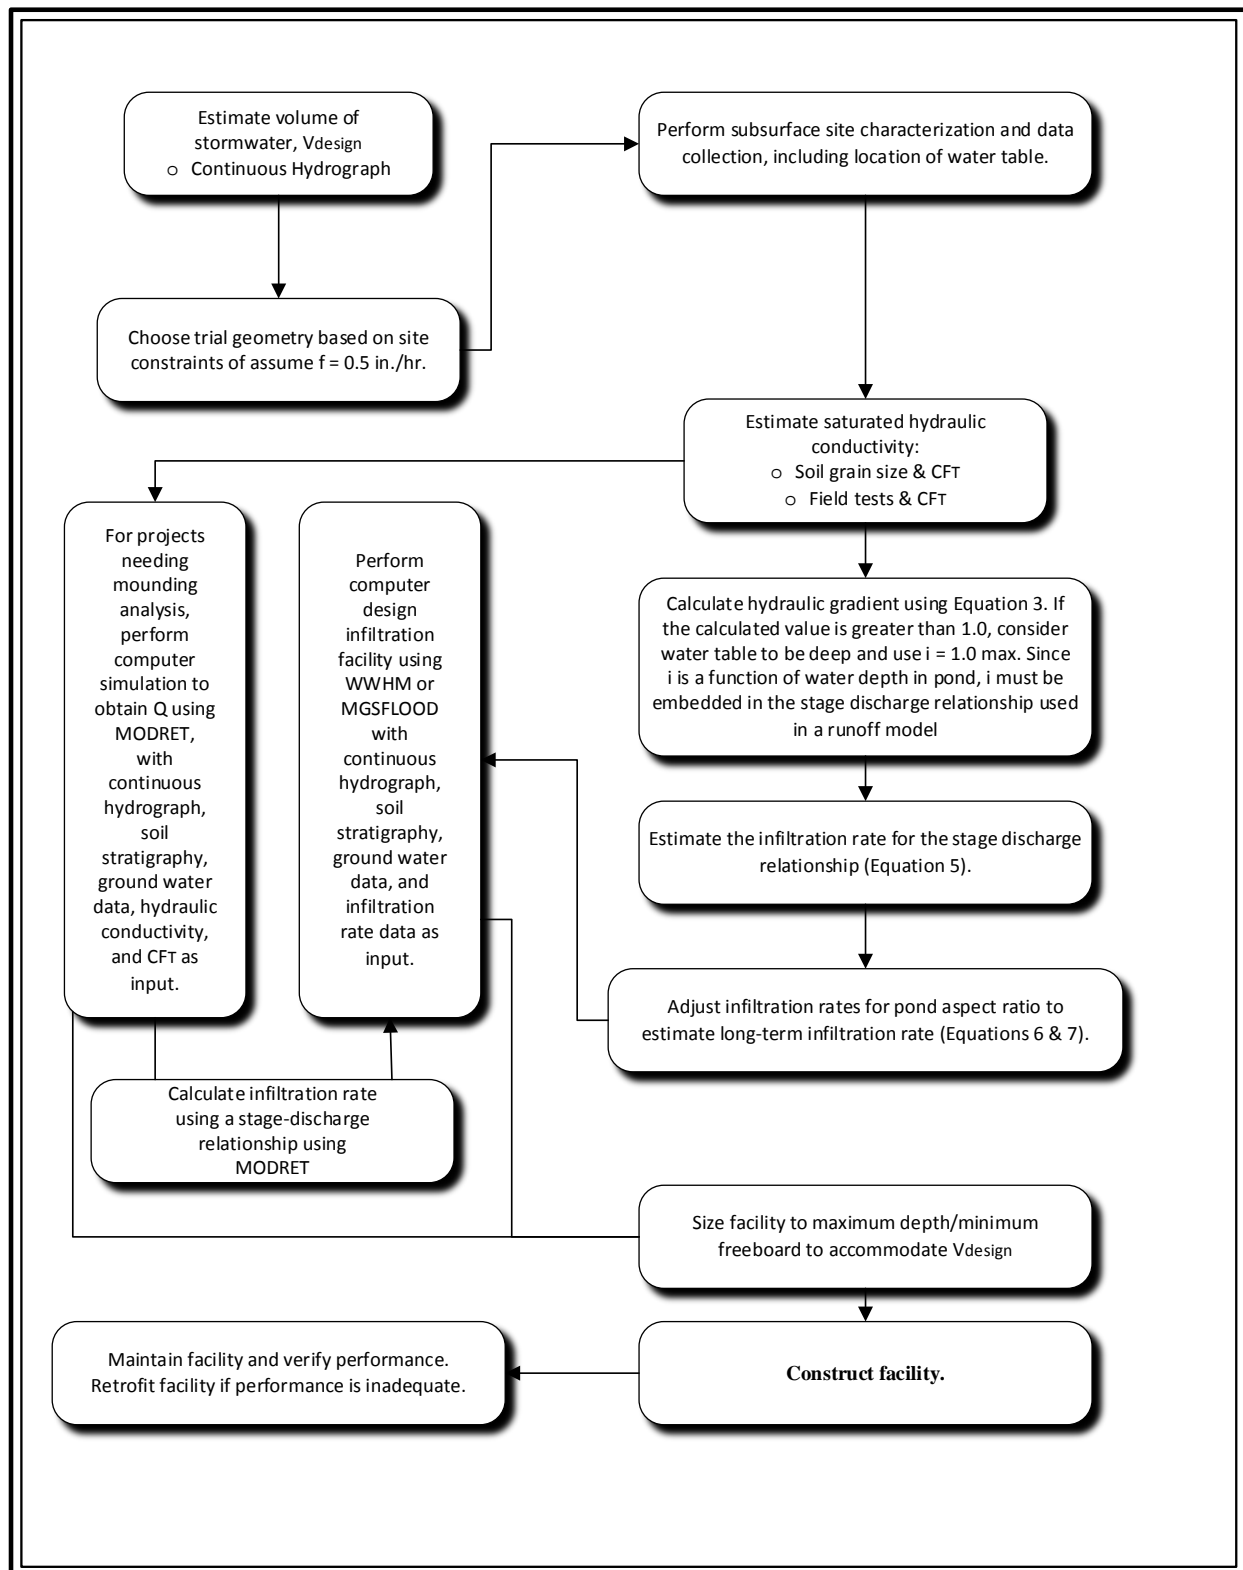 Estimate volume of
stormwater, Vdesign
o Continuous Hydrograph
Perform subsurface site characterization and data
collection, including location of water table.
Choose trial geometry based on site
constraints of assume f = 0.5 in./hr.
Estimate saturated hydraulic
conductivity:
o Soil grain size & CFT
o Field tests & CFT
For projects
needing
mounding
analysis,
perform
computer
simulation to
obtain Q using
MODRET,
with
continuous
hydrograph,
soil
stratigraphy,
ground water
data, hydraulic
conductivity,
and CFT as
input.
Perform
computer
design
infiltration
facility using
WWHM or
MGSFLOOD
with
continuous
hydrograph,
soil
stratigraphy,
ground water
data, and
infiltration
rate data as
input.
Calculate hydraulic gradient using Equation 3. If
the calculated value is greater than 1.0, consider
water table to be deep and use i = 1.0 max. Since
i is a function of water depth in pond, i must be
embedded in the stage discharge relationship used
in a runoff model
Estimate the infiltration rate for the stage discharge
relationship (Equation 5).
Adjust infiltration rates for pond aspect ratio to
estimate long-term infiltration rate (Equations 6 & 7).
Calculate infiltration rate
using a stage-discharge
relationship using
MODRET
Size facility to maximum depth/minimum
freeboard to accommodate Vdesign
Maintain facility and verify performance.
Retrofit facility if performance is inadequate.
Construct facility.